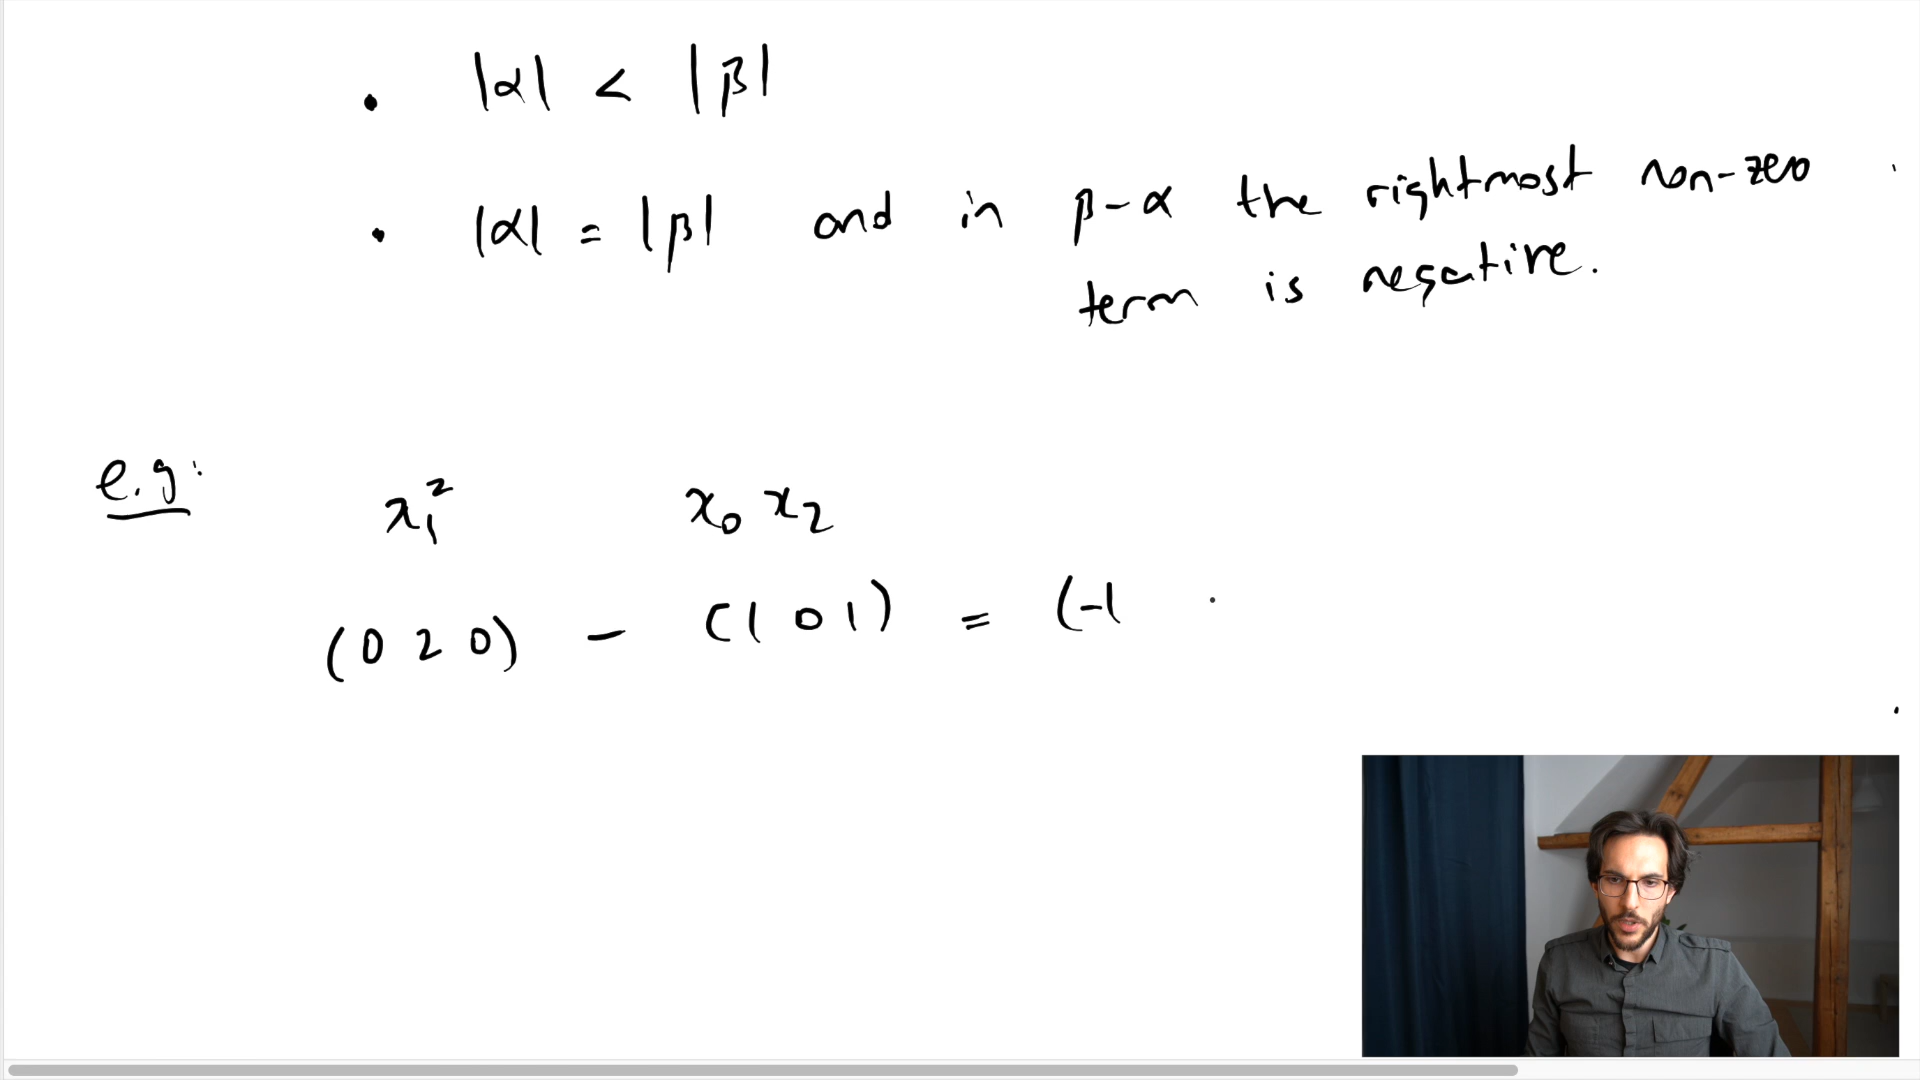 • |α| < |β|
• |α| = |β| and in β-α the rightmost non-zero
term is negative.
e.g:
x₁² x₀ x₂
(0 2 0) - (1 0 1) = (-1